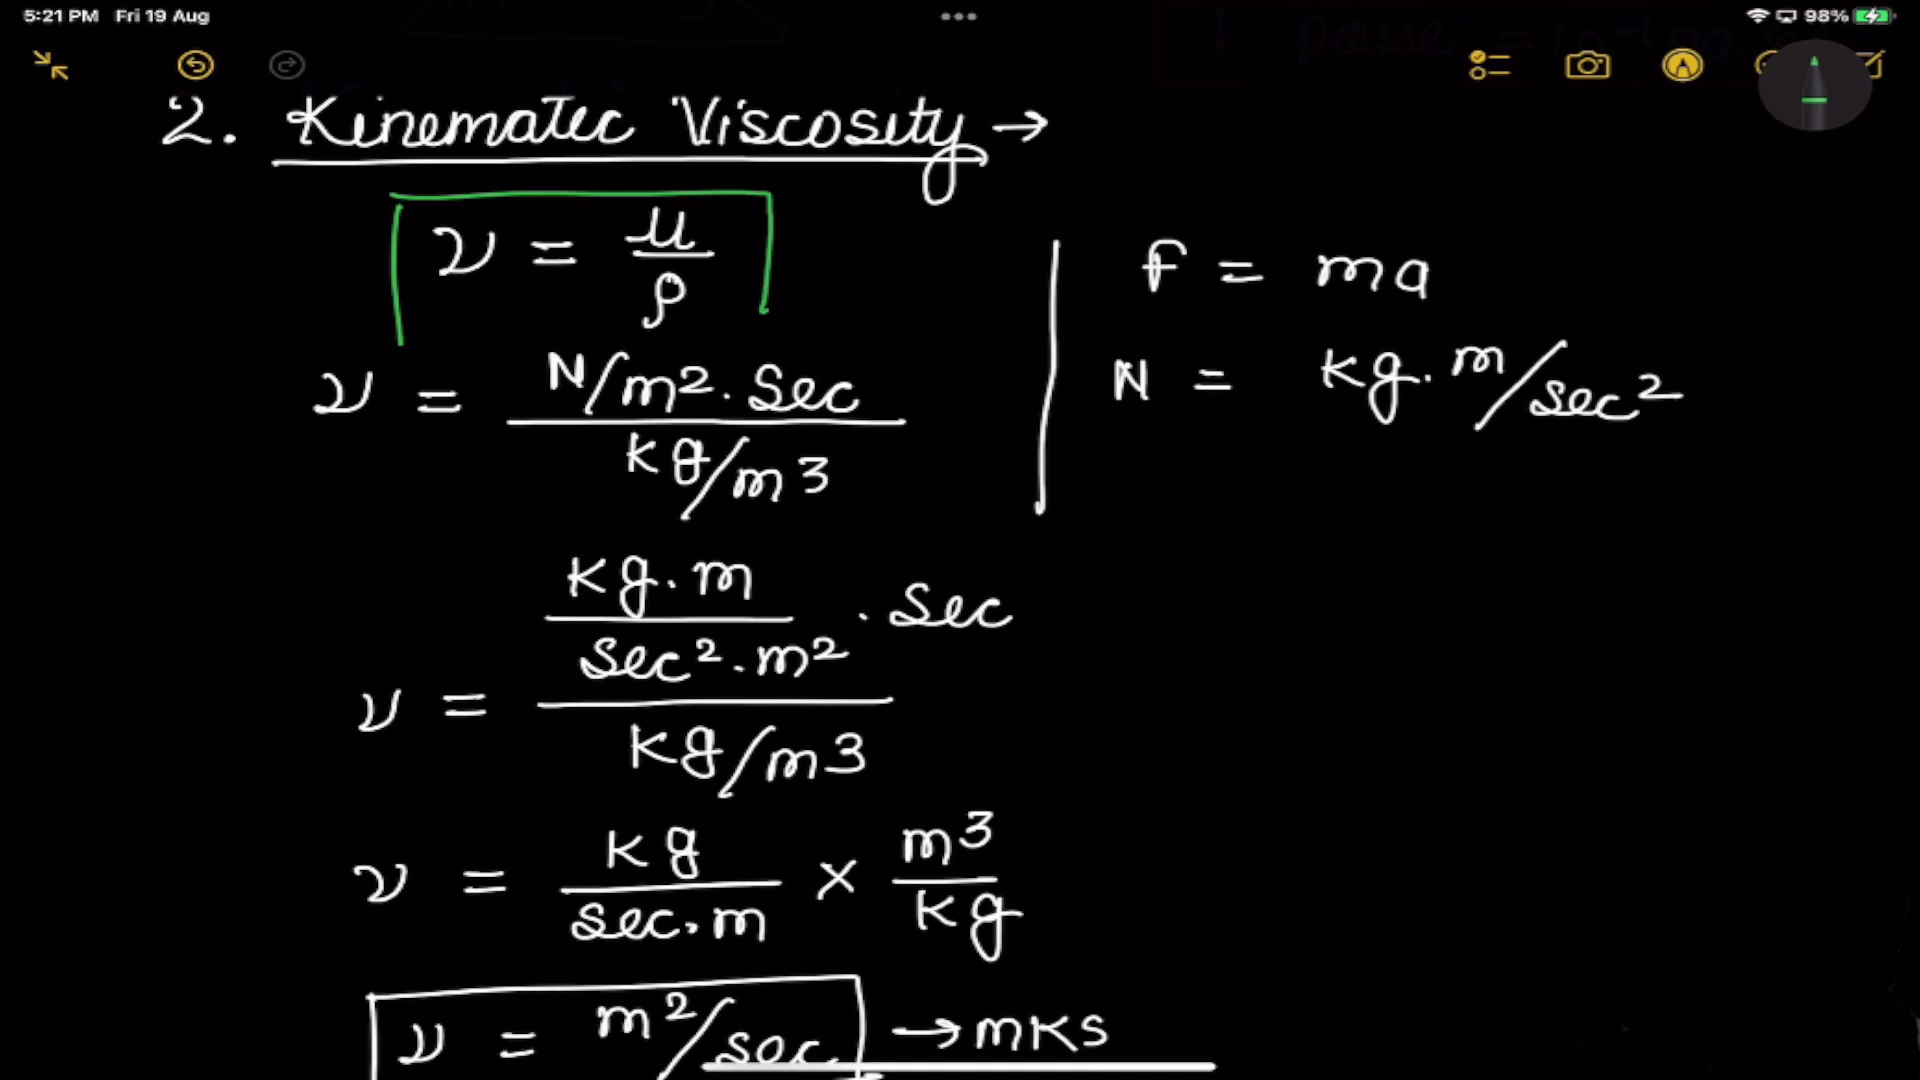 5:21 PM Fri 19 Aug
98%
2. Kinematic Viscosity →
ν = μ/ρ
F = ma
ν = N/m2 . Sec / kg/m3
N = kg . m/sec2
ν = kg . m / sec2 . m2 . Sec / kg/m3
ν = kg / sec . m × m3 / kg
ν = m2/sec → MKS